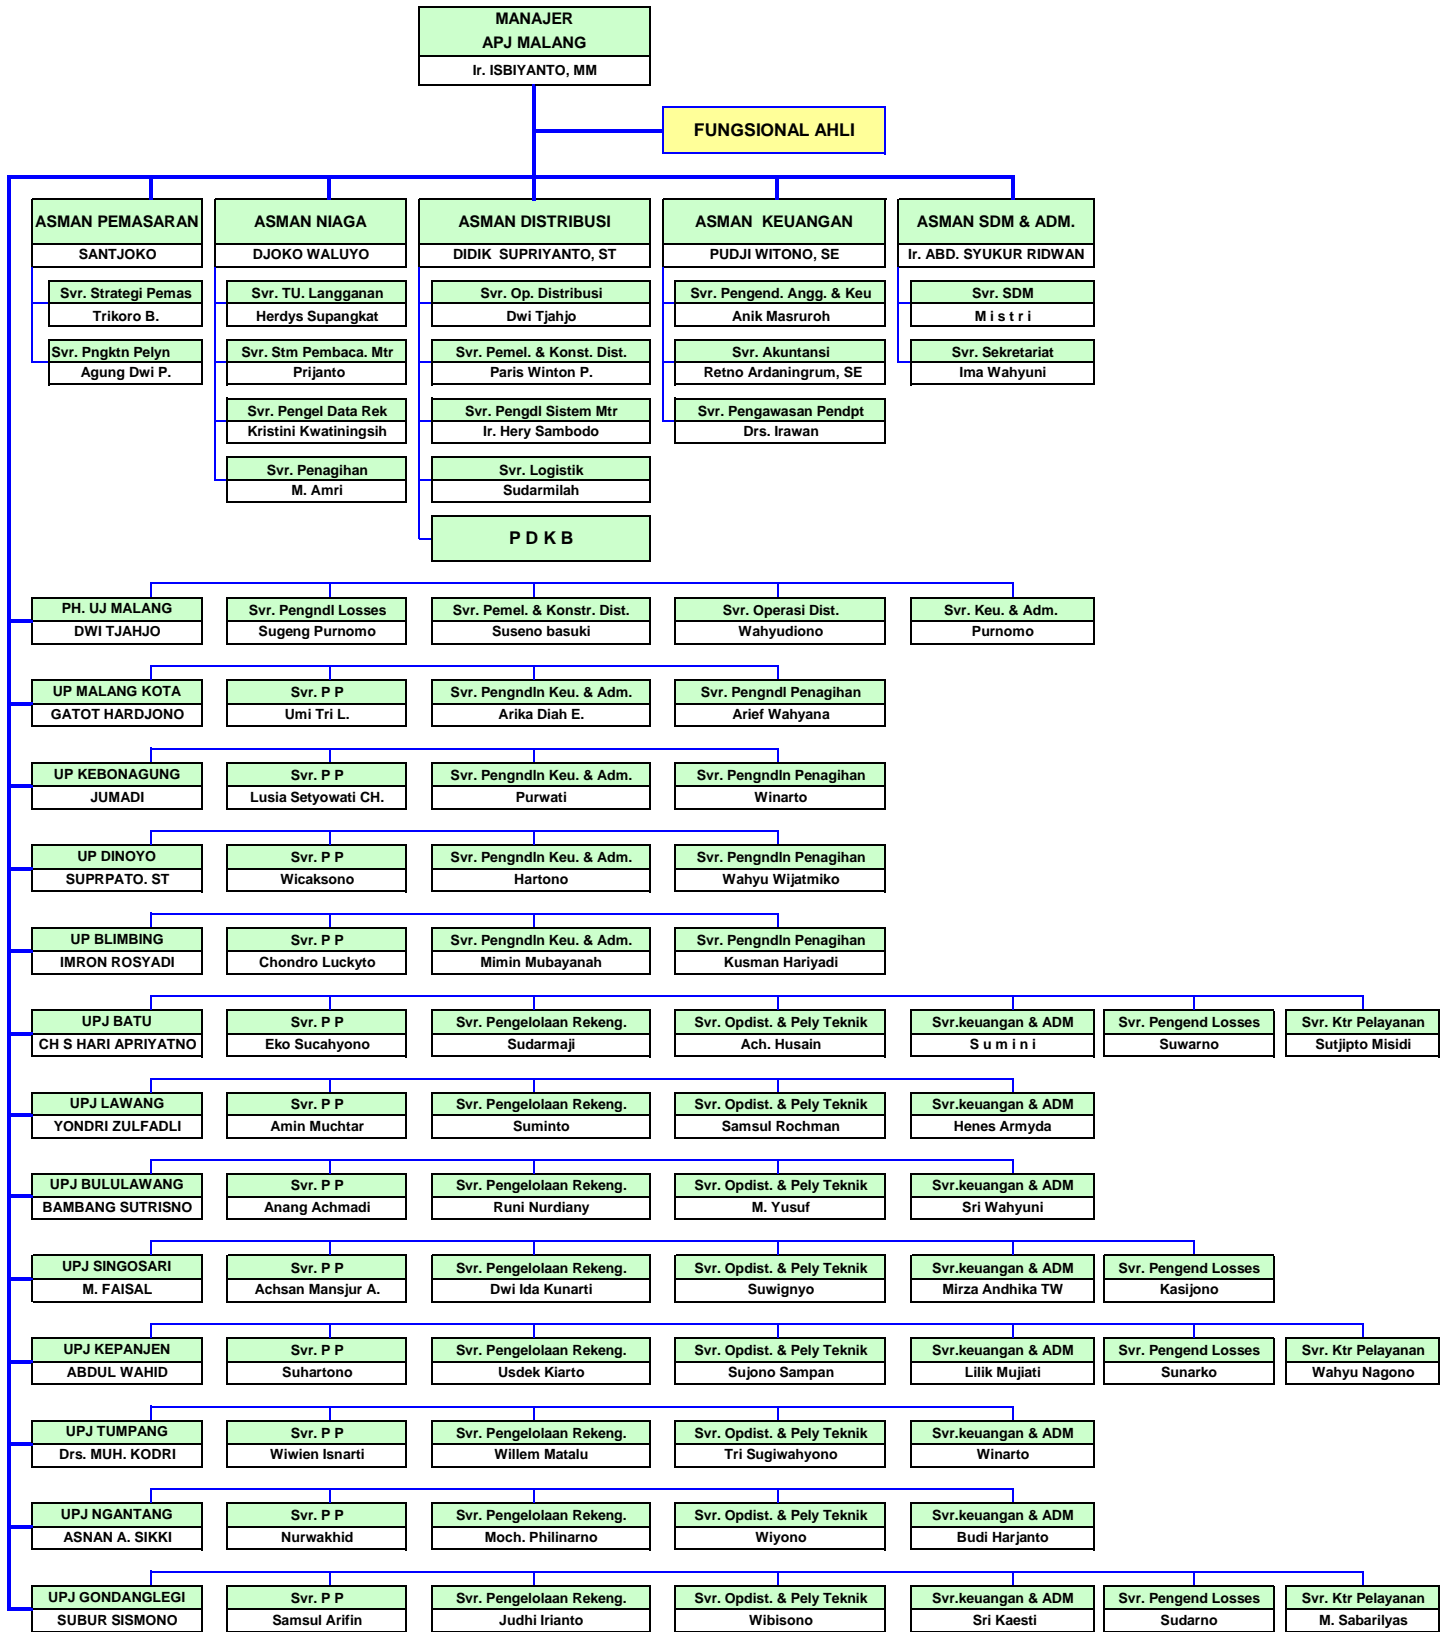 MANAJER
APJ MALANG
Ir. ISBIYANTO, MM
FUNGSIONAL AHLI
ASMAN PEMASARAN
SANTJOKO
ASMAN NIAGA
DJOKO WALUYO
ASMAN DISTRIBUSI
DIDIK SUPRIYANTO, ST
ASMAN KEUANGAN
PUDJI WITONO, SE
ASMAN SDM & ADM.
Ir. ABD. SYUKUR RIDWAN
Svr. Strategi Pemas
Trikoro B.
Svr. Pngktn Pelyn
Agung Dwi P.
Svr. TU. Langganan
Herdys Supangkat
Svr. Stm Pembaca. Mtr
Prijanto
Svr. Pengel Data Rek
Kristini Kwatiningsih
Svr. Penagihan
M. Amri
Svr. Op. Distribusi
Dwi Tjahjo
Svr. Pemel. & Konst. Dist.
Paris Winton P.
Svr. Pengdl Sistem Mtr
Ir. Hery Sambodo
Svr. Logistik
Sudarmilah
P D K B
Svr. Pengend. Angg. & Keu
Anik Masruroh
Svr. Akuntansi
Retno Ardaningrum, SE
Svr. Pengawasan Pendpt
Drs. Irawan
Svr. SDM
M i s t r i
Svr. Sekretariat
Ima Wahyuni
PH. UJ MALANG
DWI TJAHJO
Svr. Pengndl Losses
Sugeng Purnomo
Svr. Pemel. & Konstr. Dist.
Suseno basuki
Svr. Operasi Dist.
Wahyudiono
Svr. Keu. & Adm.
Purnomo
UP MALANG KOTA
GATOT HARDJONO
Svr. P P
Umi Tri L.
Svr. Pengndln Keu. & Adm.
Arika Diah E.
Svr. Pengndl Penagihan
Arief Wahyana
UP KEBONAGUNG
JUMADI
Svr. P P
Lusia Setyowati CH.
Svr. Pengndln Keu. & Adm.
Purwati
Svr. Pengndln Penagihan
Winarto
UP DINOYO
SUPRPATO. ST
Svr. P P
Wicaksono
Svr. Pengndln Keu. & Adm.
Hartono
Svr. Pengndln Penagihan
Wahyu Wijatmiko
UP BLIMBING
IMRON ROSYADI
Svr. P P
Chondro Luckyto
Svr. Pengndln Keu. & Adm.
Mimin Mubayanah
Svr. Pengndln Penagihan
Kusman Hariyadi
UPJ BATU
CH S HARI APRIYATNO
Svr. P P
Eko Sucahyono
Svr. Pengelolaan Rekeng.
Sudarmaji
Svr. Opdist. & Pely Teknik
Ach. Husain
Svr.keuangan & ADM
S u m i n i
Svr. Pengend Losses
Suwarno
Svr. Ktr Pelayanan
Sutjipto Misidi
UPJ LAWANG
YONDRI ZULFADLI
Svr. P P
Amin Muchtar
Svr. Pengelolaan Rekeng.
Suminto
Svr. Opdist. & Pely Teknik
Samsul Rochman
Svr.keuangan & ADM
Henes Armyda
UPJ BULULAWANG
BAMBANG SUTRISNO
Svr. P P
Anang Achmadi
Svr. Pengelolaan Rekeng.
Runi Nurdiany
Svr. Opdist. & Pely Teknik
M. Yusuf
Svr.keuangan & ADM
Sri Wahyuni
UPJ SINGOSARI
M. FAISAL
Svr. P P
Achsan Mansjur A.
Svr. Pengelolaan Rekeng.
Dwi Ida Kunarti
Svr. Opdist. & Pely Teknik
Suwignyo
Svr.keuangan & ADM
Mirza Andhika TW
Svr. Pengend Losses
Kasijono
UPJ KEPANJEN
ABDUL WAHID
Svr. P P
Suhartono
Svr. Pengelolaan Rekeng.
Usdek Kiarto
Svr. Opdist. & Pely Teknik
Sujono Sampan
Svr.keuangan & ADM
Lilik Mujiati
Svr. Pengend Losses
Sunarko
Svr. Ktr Pelayanan
Wahyu Nagono
UPJ TUMPANG
Drs. MUH. KODRI
Svr. P P
Wiwien Isnarti
Svr. Pengelolaan Rekeng.
Willem Matalu
Svr. Opdist. & Pely Teknik
Tri Sugiwahyono
Svr.keuangan & ADM
Winarto
UPJ NGANTANG
ASNAN A. SIKKI
Svr. P P
Nurwakhid
Svr. Pengelolaan Rekeng.
Moch. Philinarno
Svr. Opdist. & Pely Teknik
Wiyono
Svr.keuangan & ADM
Budi Harjanto
UPJ GONDANGLEGI
SUBUR SISMONO
Svr. P P
Samsul Arifin
Svr. Pengelolaan Rekeng.
Judhi Irianto
Svr. Opdist. & Pely Teknik
Wibisono
Svr.keuangan & ADM
Sri Kaesti
Svr. Pengend Losses
Sudarno
Svr. Ktr Pelayanan
M. Sabarilyas